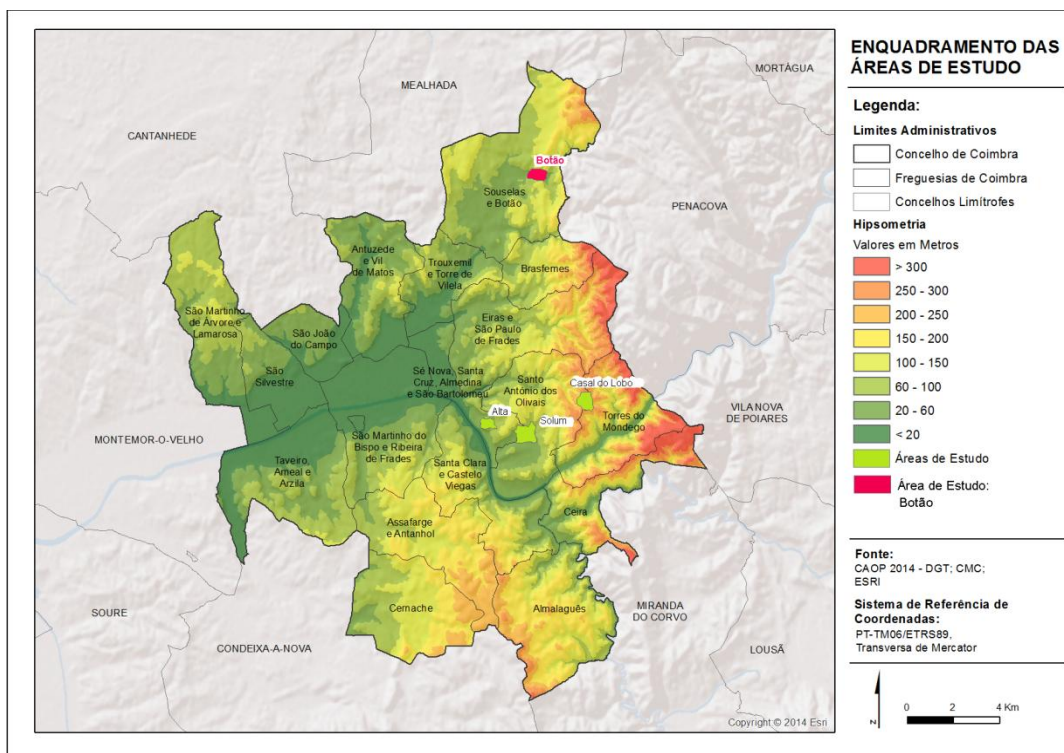 MORTÁGUA
MEALHADA
CANTANHEDE
Botão
Souselas
e Botão
PENACOVA
Antuzede
e Vil
de Matos
Trouxemil
e Torre de
Vilela
Brasfemes
São Martinho
de Árvore e
Lamarosa
São João
do Campo
Eiras e
São Paulo
de Frades
São
Silvestre
Sé Nova, Santa
Cruz, Almedina
e São Bartolomeu
Santo
António dos
Olivais
Casal do Lobo
Alta
Solum
Torres do
Mondego
VILA NOVA
DE POIARES
MONTEMOR-O-VELHO
São Martinho do
Bispo e Ribeira
de Frades
Taveiro,
Ameal e
Arzila
Santa Clara
e Castelo
Viegas
Ceira
Assafarge
e Antanhol
Cernache
Almalaguês
MIRANDA
DO CORVO
SOURE
CONDEIXA-A-NOVA
LOUSÃ
Copyright © 2014 Esri
ENQUADRAMENTO DAS
ÁREAS DE ESTUDO
Legenda:
Limites Administrativos
Concelho de Coimbra
Freguesias de Coimbra
Concelhos Limítrofes
Hipsometria
Valores em Metros
> 300
250 - 300
200 - 250
150 - 200
100 - 150
60 - 100
20 - 60
< 20
Áreas de Estudo
Área de Estudo:
Botão
Fonte:
CAOP 2014 - DGT; CMC;
ESRI
Sistema de Referência de
Coordenadas:
PT-TM06/ETRS89,
Transversa de Mercator
N
0 2 4 Km